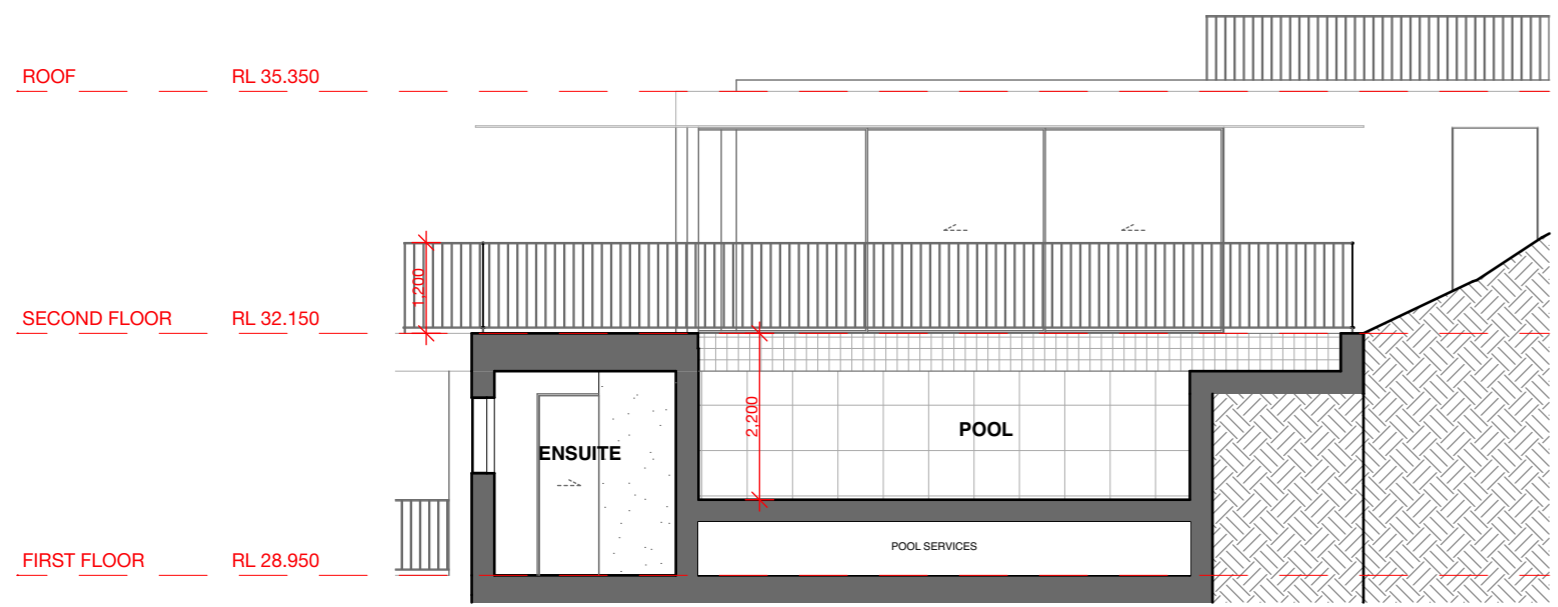 ROOF RL 35.350
1,200
SECOND FLOOR RL 32.150
2,200
POOL
ENSUITE
POOL SERVICES
FIRST FLOOR RL 28.950